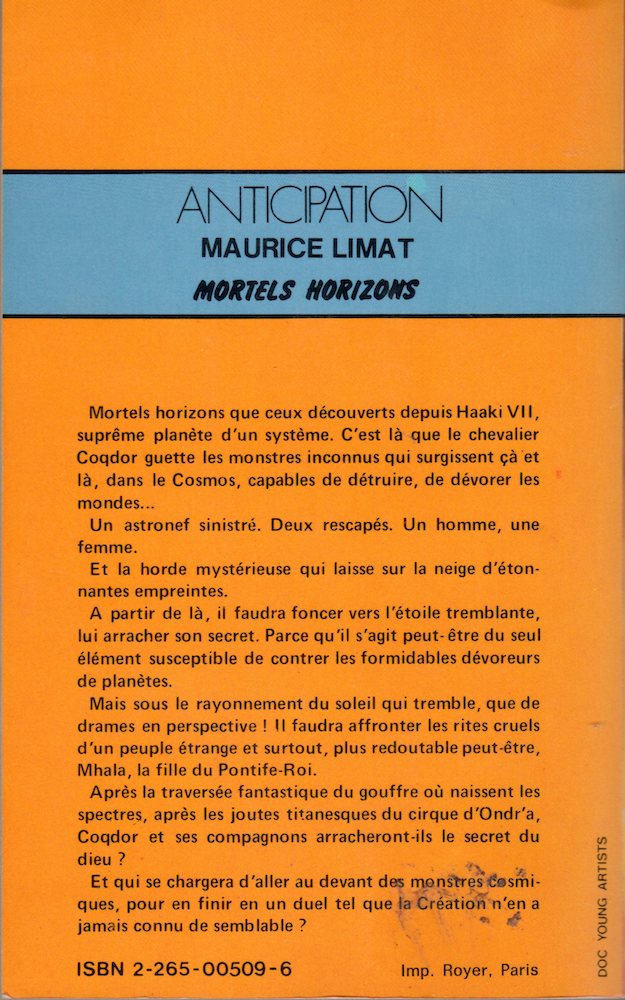 ANTICIPATION
MAURICE LIMAT
MORTELS HORIZONS
Mortels horizons que ceux découverts depuis Haaki VII,
suprême planète d'un système. C'est là que le chevalier
Coqdor guette les monstres inconnus qui surgissent çà et
là, dans le Cosmos, capables de détruire, de dévorer les
mondes...
Un astronef sinistré. Deux rescapés. Un homme, une
femme.
Et la horde mystérieuse qui laisse sur la neige d'éton-
nantes empreintes.
A partir de là, il faudra foncer vers l'étoile tremblante,
lui arracher son secret. Parce qu'il s'agit peut-être du seul
élément susceptible de contrer les formidables dévoreurs
de planètes.
Mais sous le rayonnement du soleil qui tremble, que de
drames en perspective ! Il faudra affronter les rites cruels
d'un peuple étrange et surtout, plus redoutable peut-être,
Mhala, la fille du Pontife-Roi.
Après la traversée fantastique du gouffre où naissent les
spectres, après les joutes titanesques du cirque d'Ondr'a,
Coqdor et ses compagnons arracheront-ils le secret du
dieu ?
Et qui se chargera d'aller au devant des monstres cosmi-
ques, pour en finir en un duel tel que la Création n'en a
jamais connu de semblable ?
ISBN 2-265-00509-6
Imp. Royer, Paris
DOC YOUNG ARTISTS